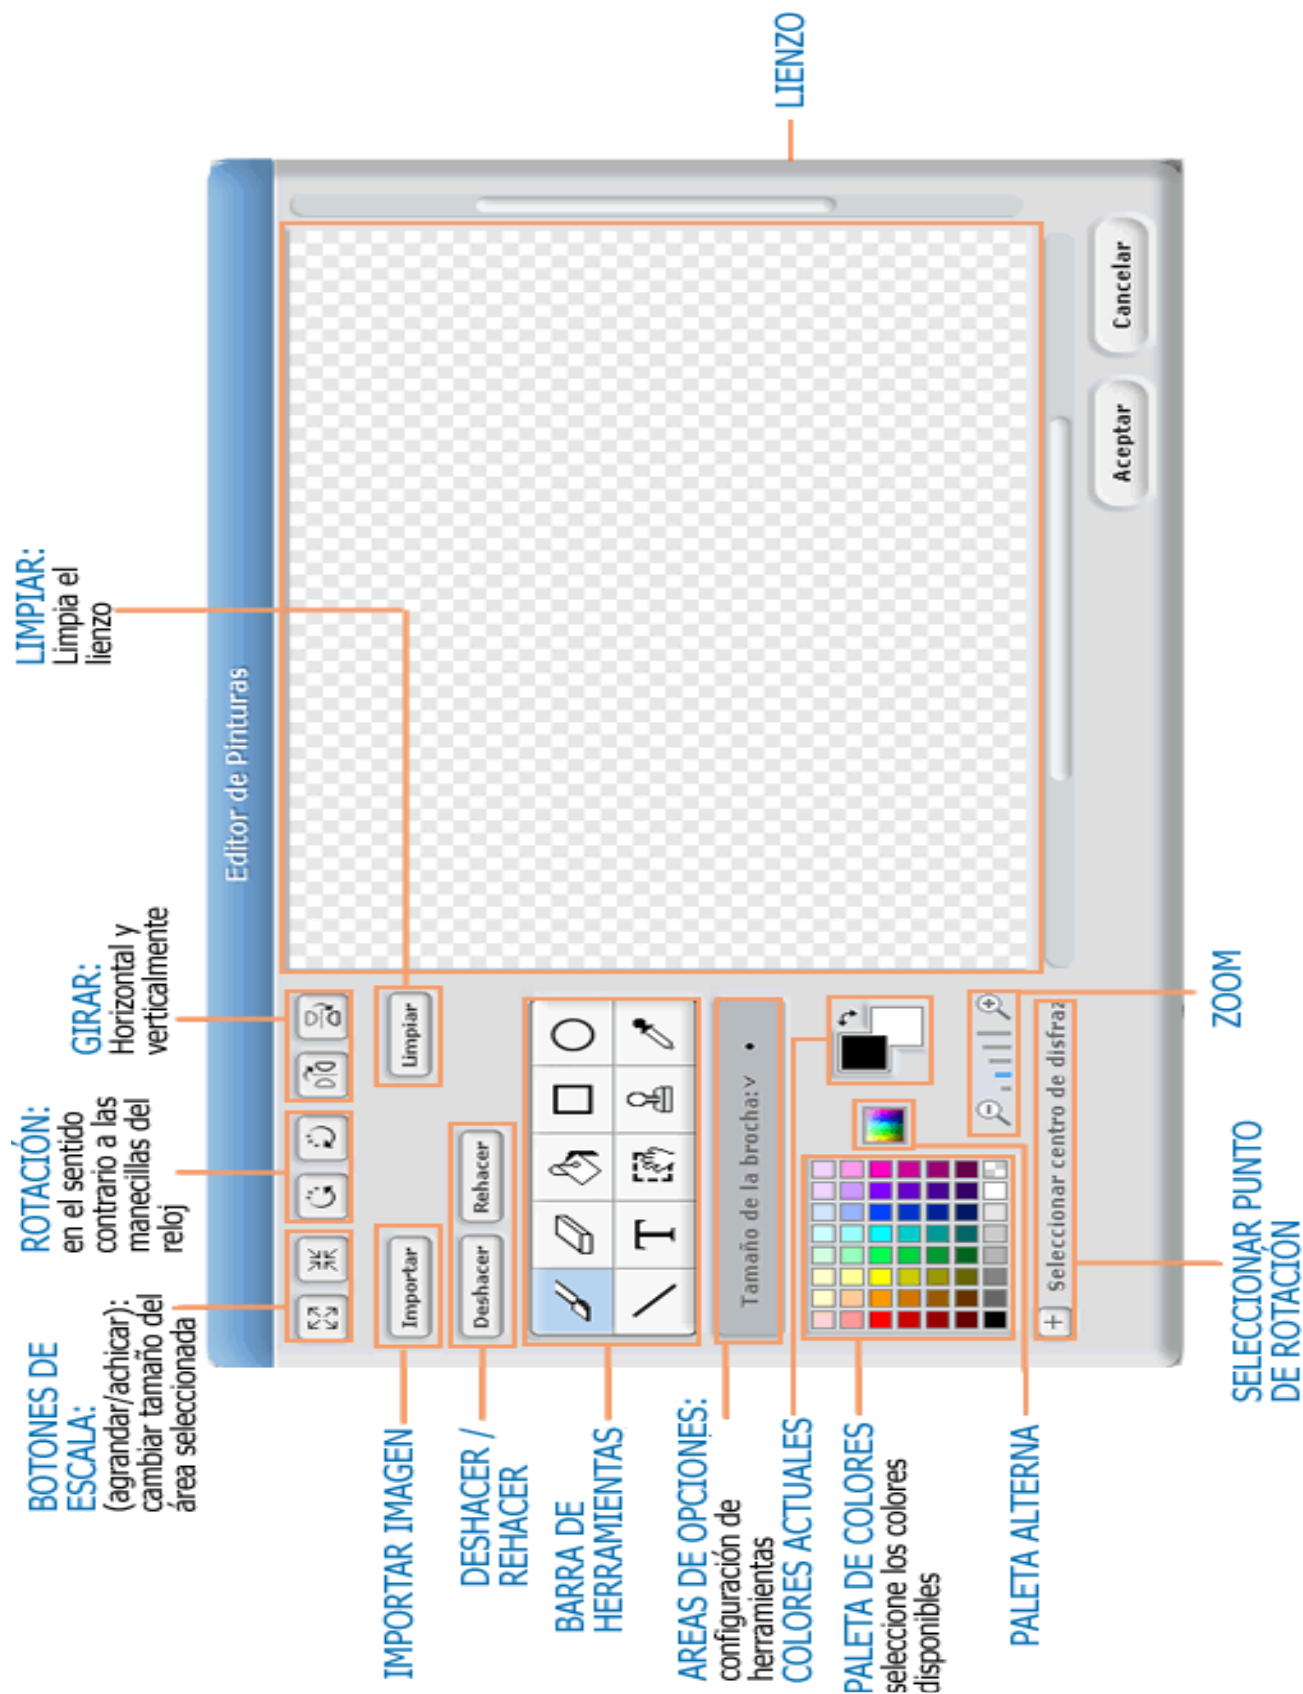 BOTONES DE
ESCALA:
(agrandar/achicar):
cambiar tamaño del
área seleccionada
ROTACIÓN:
en el sentido
contrario a las
manecillas del
reloj
GIRAR:
Horizontal y
verticalmente
LIMPIAR:
Limpia el
lienzo
Editor de Pinturas
IMPORTAR IMAGEN
Importar
Limpiar
DESHACER /
REHACER
Deshacer
Rehacer
BARRA DE
HERRAMIENTAS
T
AREAS DE OPCIONES:
configuración de
herramientas
Tamaño de la brocha:
COLORES ACTUALES
PALETA DE COLORES
seleccione los colores
disponibles
PALETA ALTERNA
Seleccionar centro de disfraz
SELECCIONAR PUNTO
DE ROTACIÓN
ZOOM
LIENZO
Aceptar
Cancelar